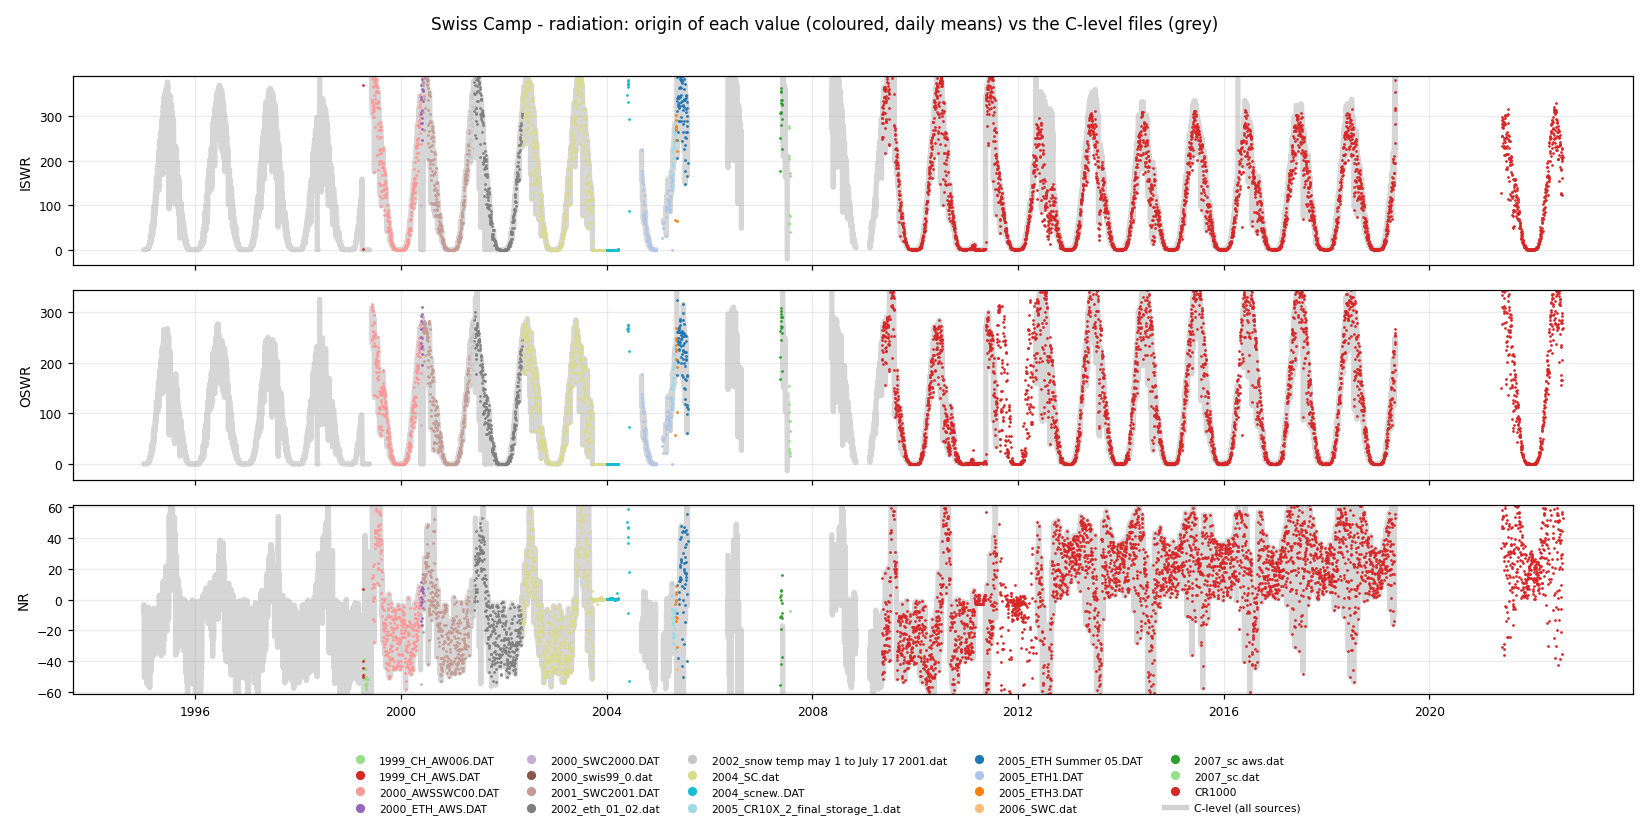 Swiss Camp - radiation: origin of each value (coloured, daily means) vs the C-level files (grey)
ISWR
300
200
100
0
OSWR
300
200
100
0
NR
60
40
20
0
−20
−40
−60
1996
2000
2004
2008
2012
2016
2020
1999_CH_AW006.DAT
1999_CH_AWS.DAT
2000_AWSSWC00.DAT
2000_ETH_AWS.DAT
2000_SWC2000.DAT
2000_swis99_0.dat
2001_SWC2001.DAT
2002_eth_01_02.dat
2002_snow temp may 1 to July 17 2001.dat
2004_SC.dat
2004_scnew..DAT
2005_CR10X_2_final_storage_1.dat
2005_ETH Summer 05.DAT
2005_ETH1.DAT
2005_ETH3.DAT
2006_SWC.dat
2007_sc aws.dat
2007_sc.dat
CR1000
C-level (all sources)